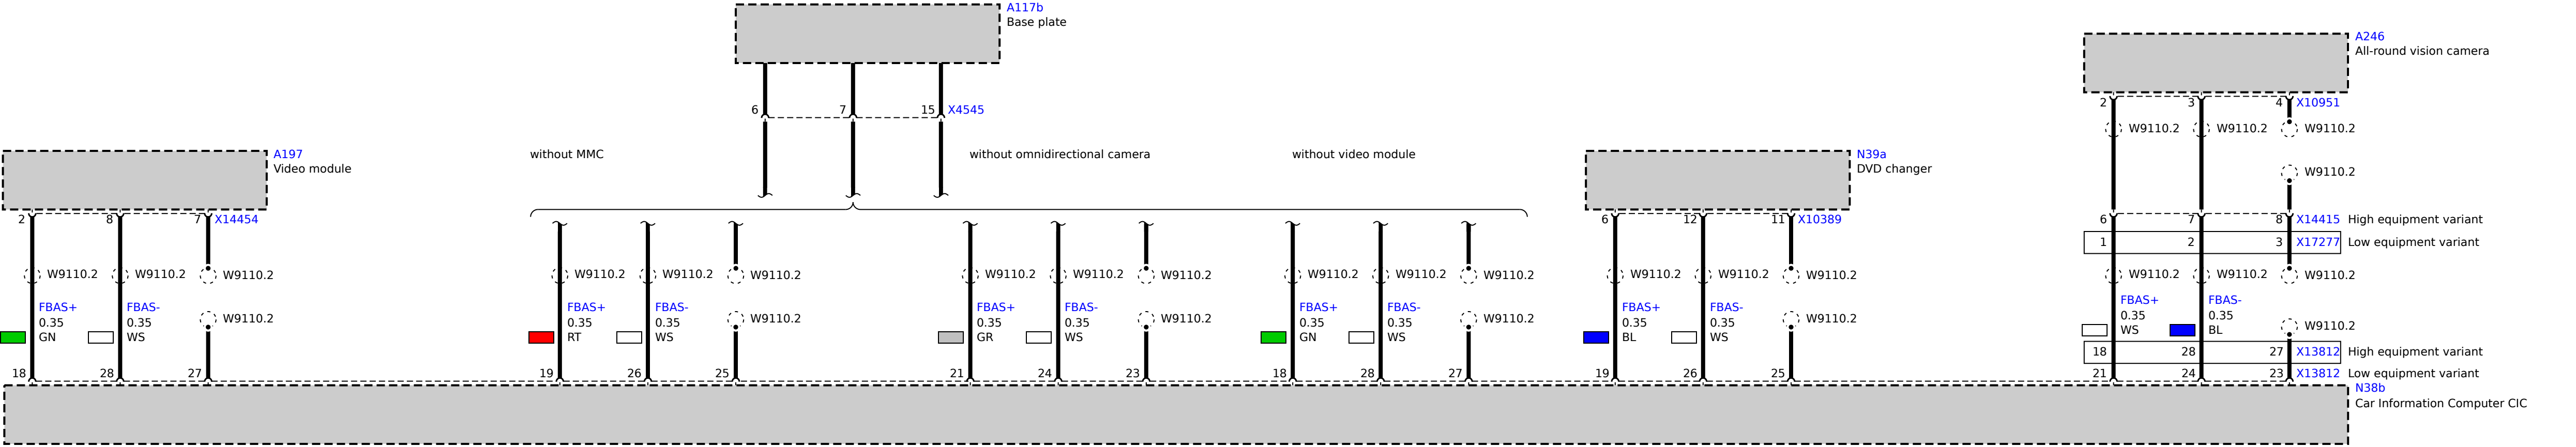 A117b
Base plate
A246
All-round vision camera
6 7 15 X4545
2 3 4 X10951
W9110.2 W9110.2 W9110.2
without MMC without omnidirectional camera without video module
A197
Video module
N39a
DVD changer
W9110.2
2 8 7 X14454
6 12 11 X10389
6 7 8 X14415 High equipment variant
1 2 3 X17277 Low equipment variant
W9110.2 W9110.2 W9110.2 W9110.2 W9110.2 W9110.2 W9110.2 W9110.2 W9110.2 W9110.2 W9110.2 W9110.2 W9110.2 W9110.2 W9110.2 W9110.2 W9110.2 W9110.2
FBAS+ FBAS- FBAS+ FBAS- FBAS+ FBAS- FBAS+ FBAS- FBAS+ FBAS- FBAS+ FBAS-
0.35 0.35 0.35 0.35 0.35 0.35 0.35 0.35 0.35 0.35 0.35 0.35
W9110.2 W9110.2 W9110.2 W9110.2 W9110.2 W9110.2
GN WS RT WS GR WS GN WS BL WS WS BL
18 28 27 X13812 High equipment variant
18 28 27 19 26 25 21 24 23 18 28 27 19 26 25 21 24 23 X13812 Low equipment variant
N38b
Car Information Computer CIC